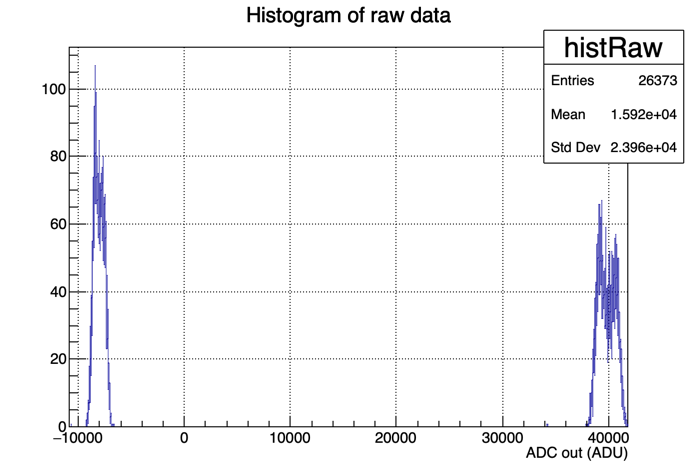 Histogram of raw data
histRaw
Entries 26373
Mean 1.592e+04
Std Dev 2.396e+04
100
80
60
40
20
0
−10000 0 10000 20000 30000 40000
ADC out (ADU)